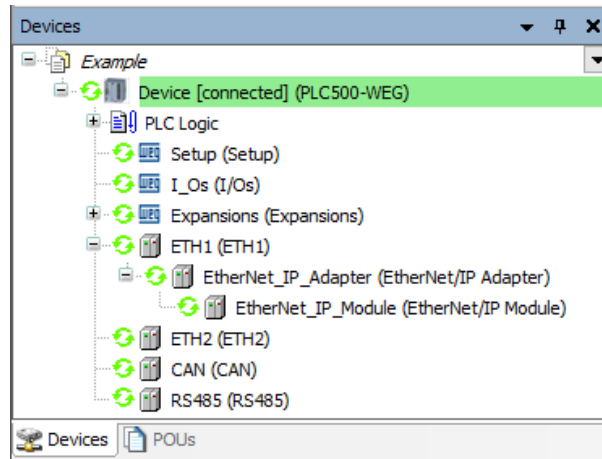 Devices
Example
Device [connected] (PLC500-WEG)
PLC Logic
Setup (Setup)
I_Os (I/Os)
Expansions (Expansions)
ETH1 (ETH1)
EtherNet_IP_Adapter (EtherNet/IP Adapter)
EtherNet_IP_Module (EtherNet/IP Module)
ETH2 (ETH2)
CAN (CAN)
RS485 (RS485)
Devices POUs